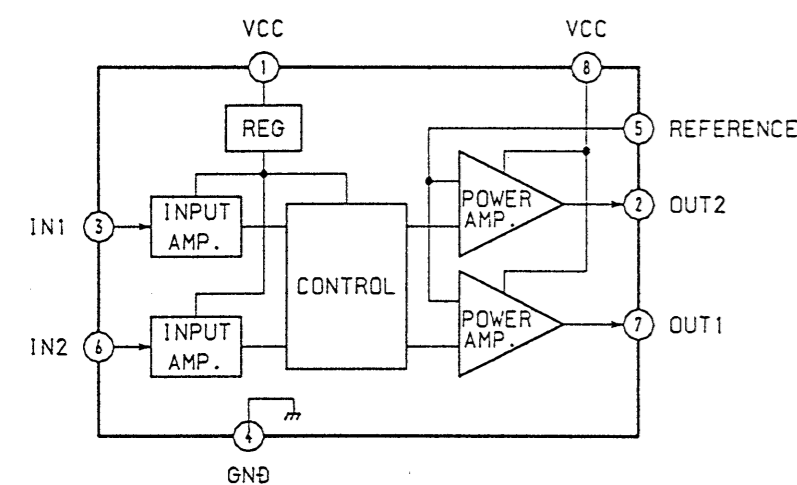 VCC
VCC
1
8
REG
5
REFERENCE
INPUT
AMP.
POWER
AMP.
IN1
3
2
OUT2
CONTROL
INPUT
AMP.
POWER
AMP.
IN2
6
7
OUT1
4
GND